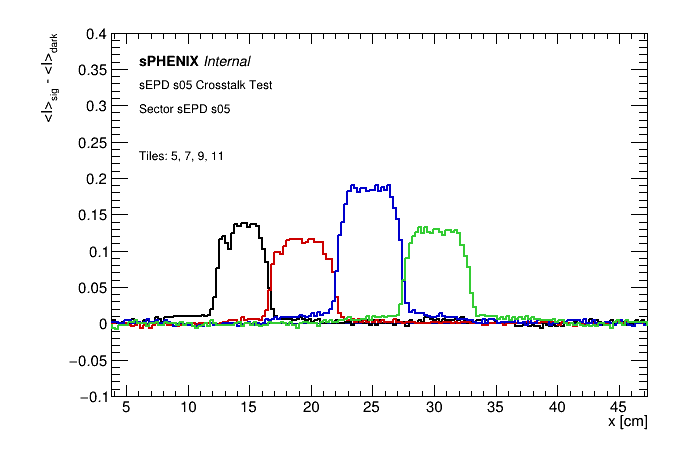 <I>sig - <I>dark
0.4
0.35
0.3
0.25
0.2
0.15
0.1
0.05
0
−0.05
−0.1
sPHENIX Internal
sEPD s05 Crosstalk Test
Sector sEPD s05
Tiles: 5, 7, 9, 11
5 10 15 20 25 30 35 40 45
x [cm]